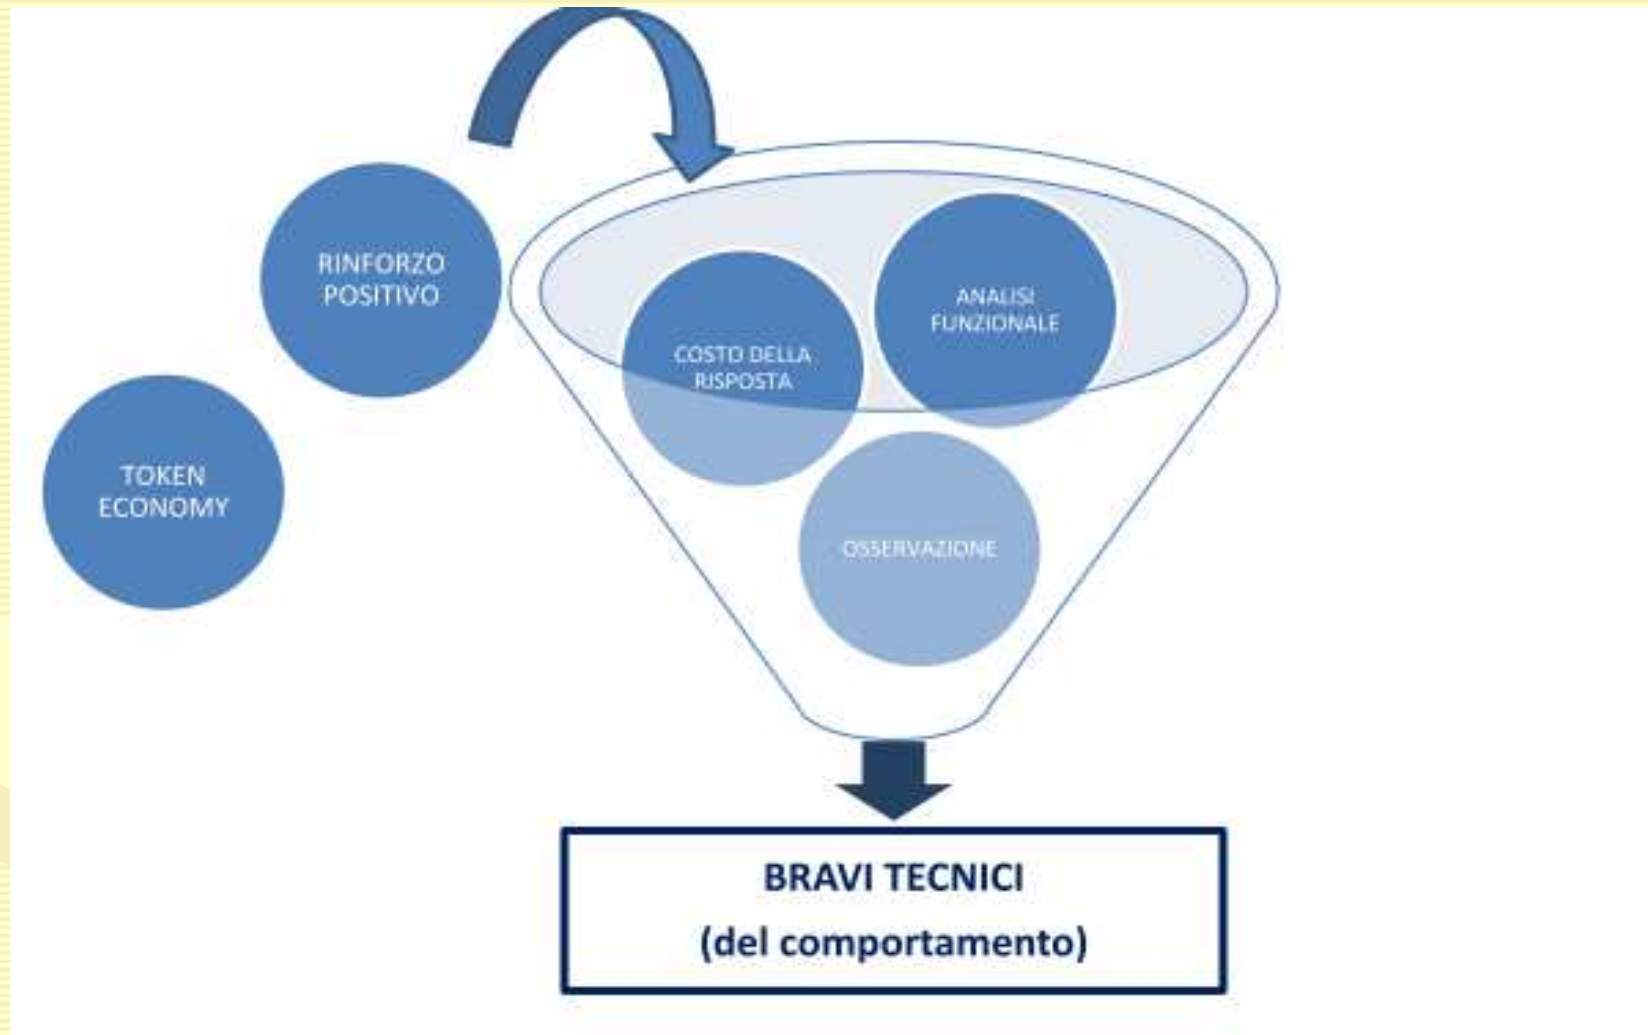 RINFORZO
POSITIVO
ANALISI
FUNZIONALE
COSTO DELLA
RISPOSTA
TOKEN
ECONOMY
OSSERVAZIONE
BRAVI TECNICI
(del comportamento)